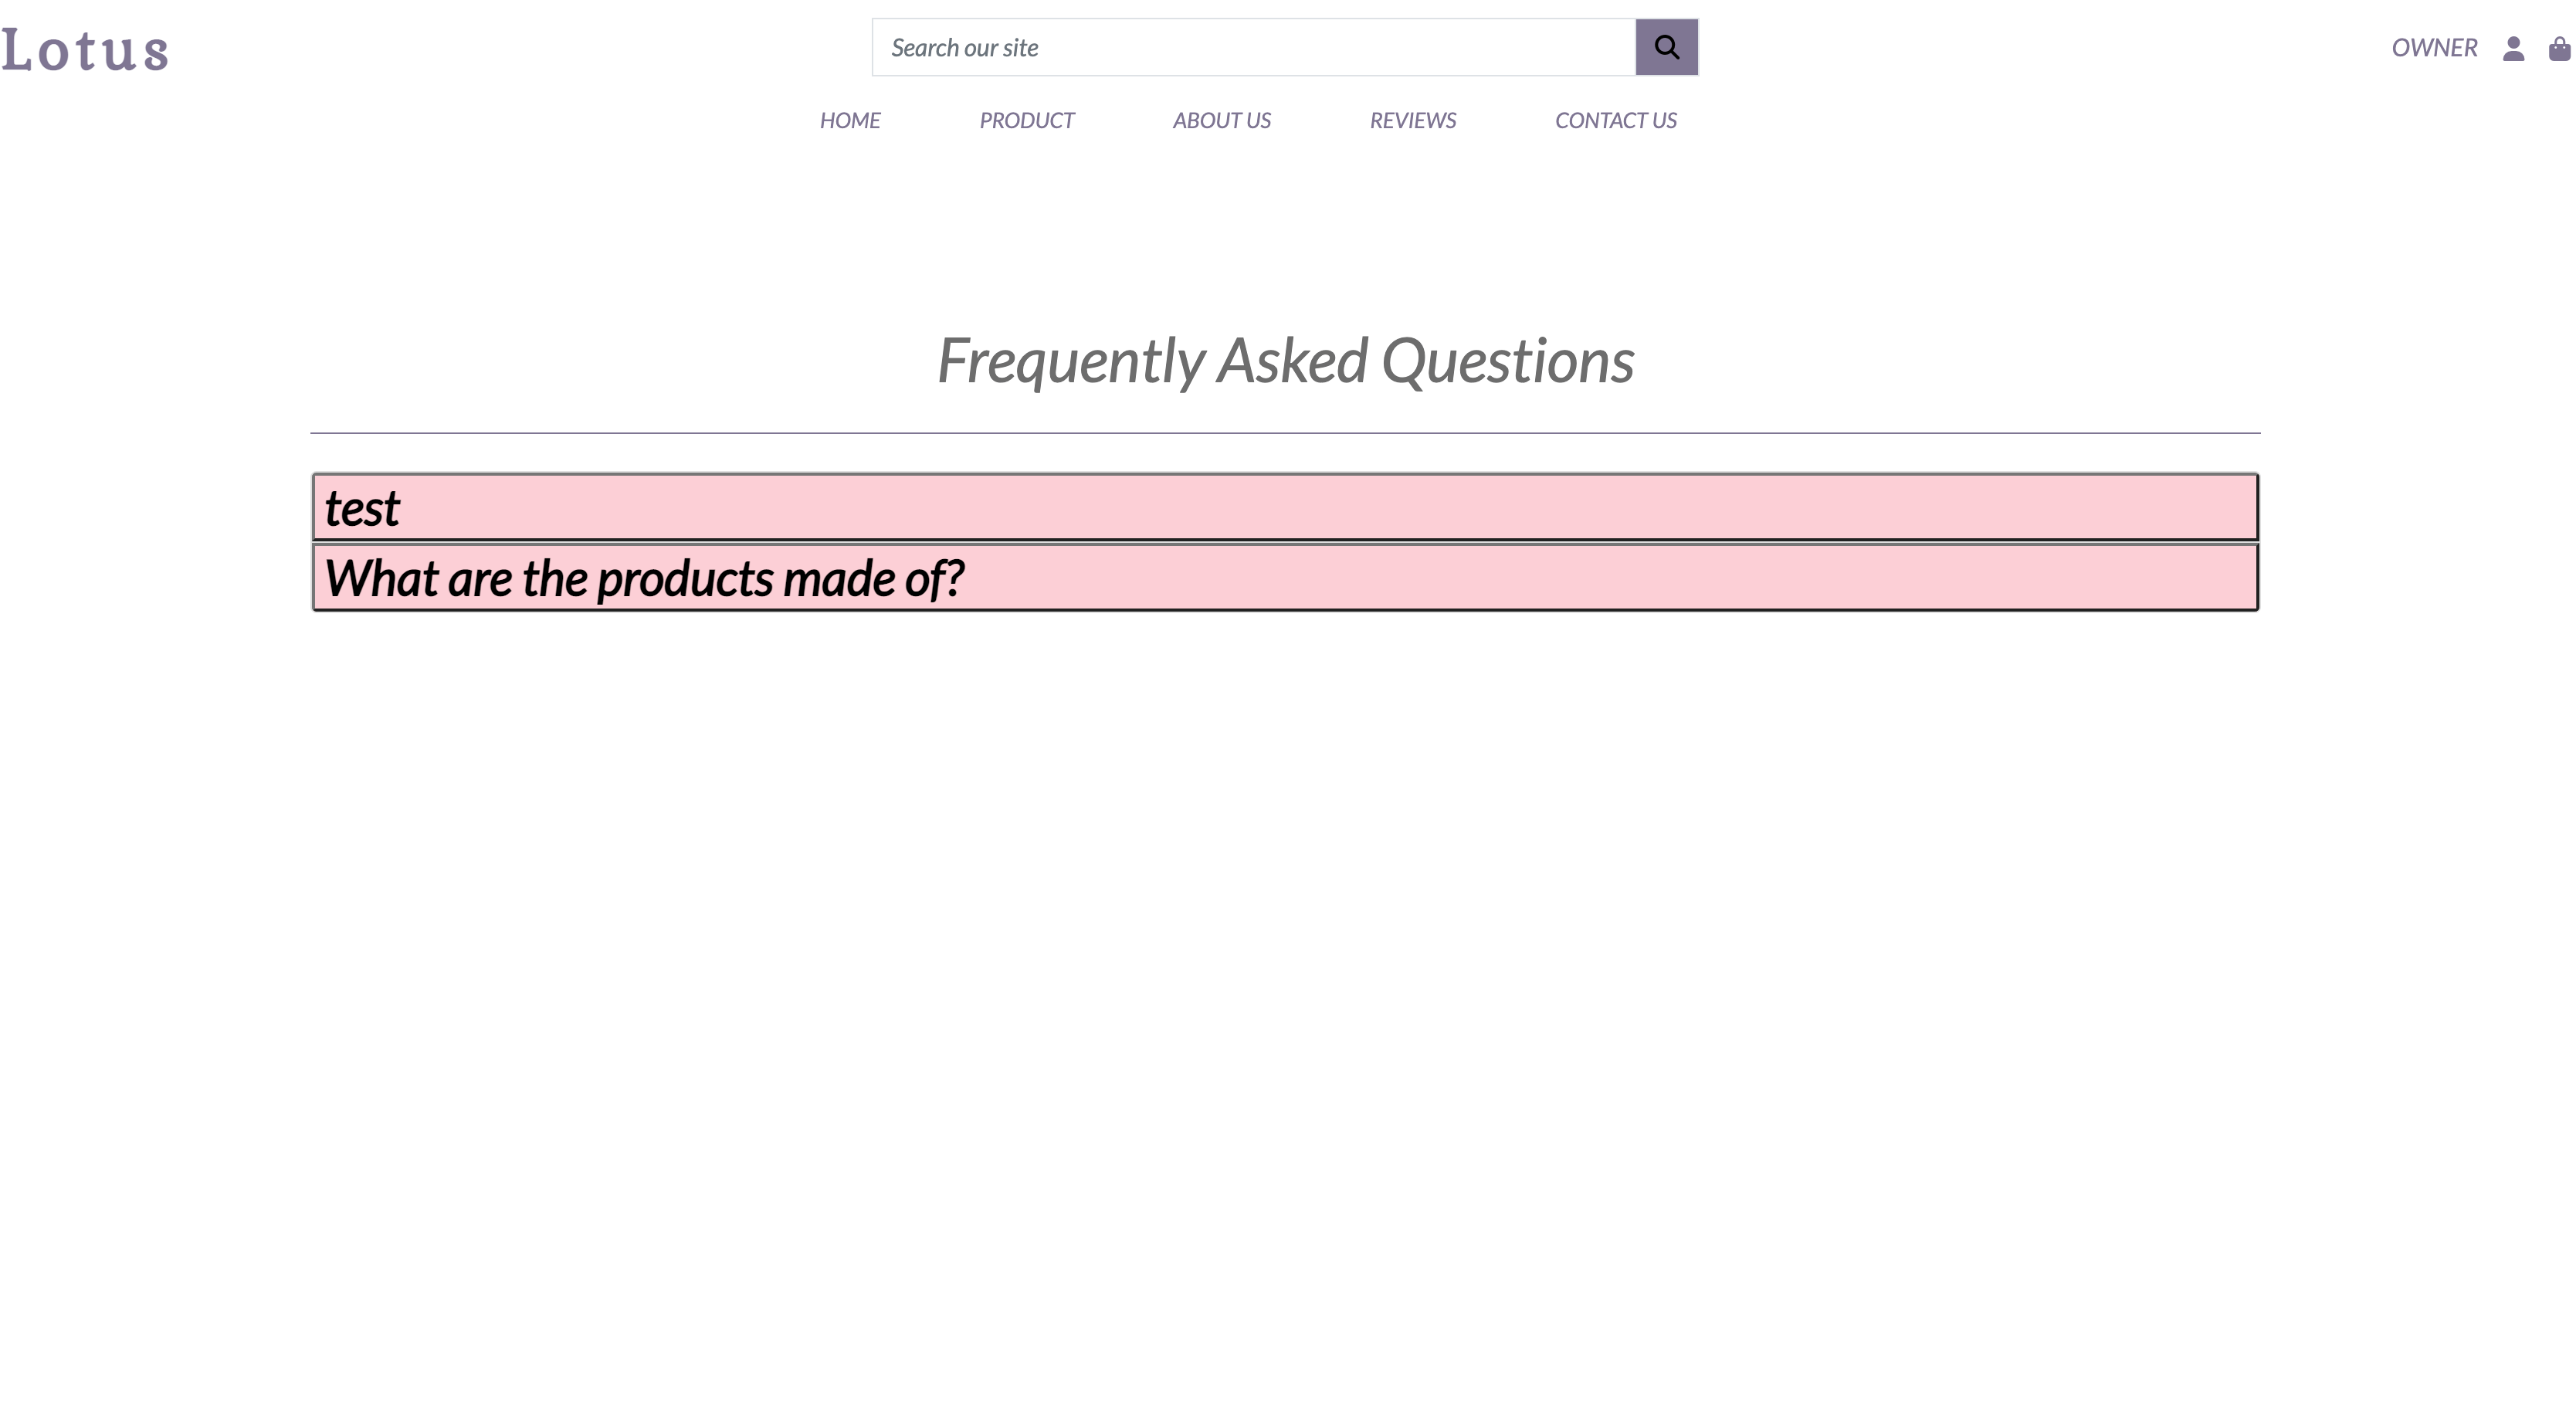 Lotus
Search our site
OWNER
HOME PRODUCT ABOUT US REVIEWS CONTACT US
Frequently Asked Questions
test
What are the products made of?